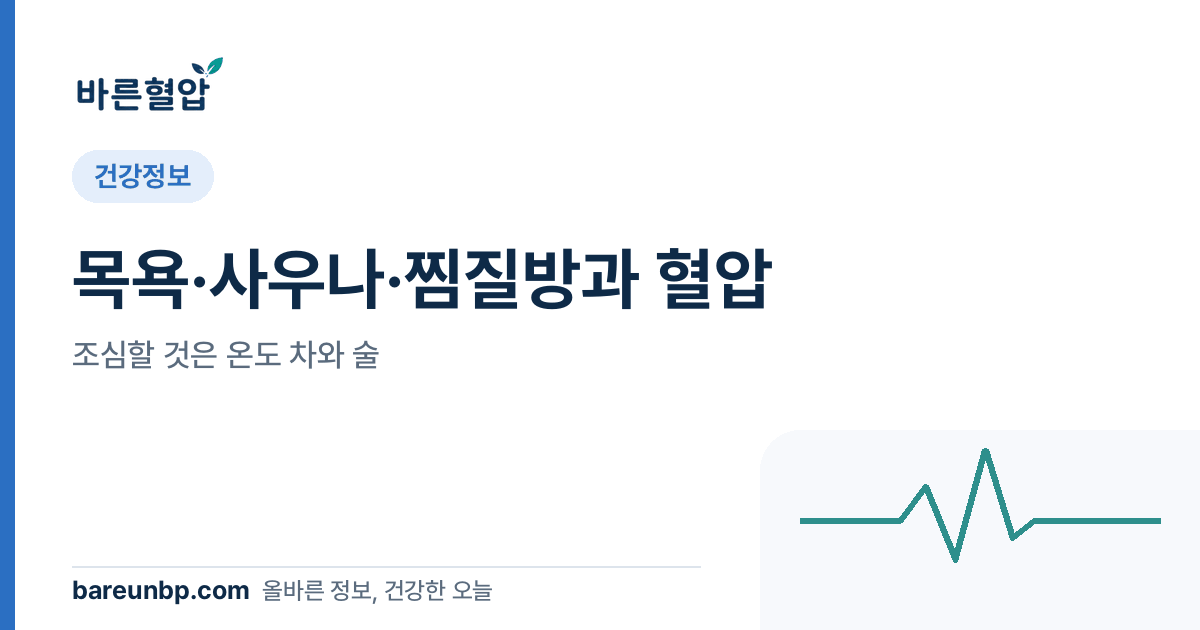 바른혈압
건강정보
목욕·사우나·찜질방과 혈압
조심할 것은 온도 차와 술
bareunbp.com 올바른 정보, 건강한 오늘